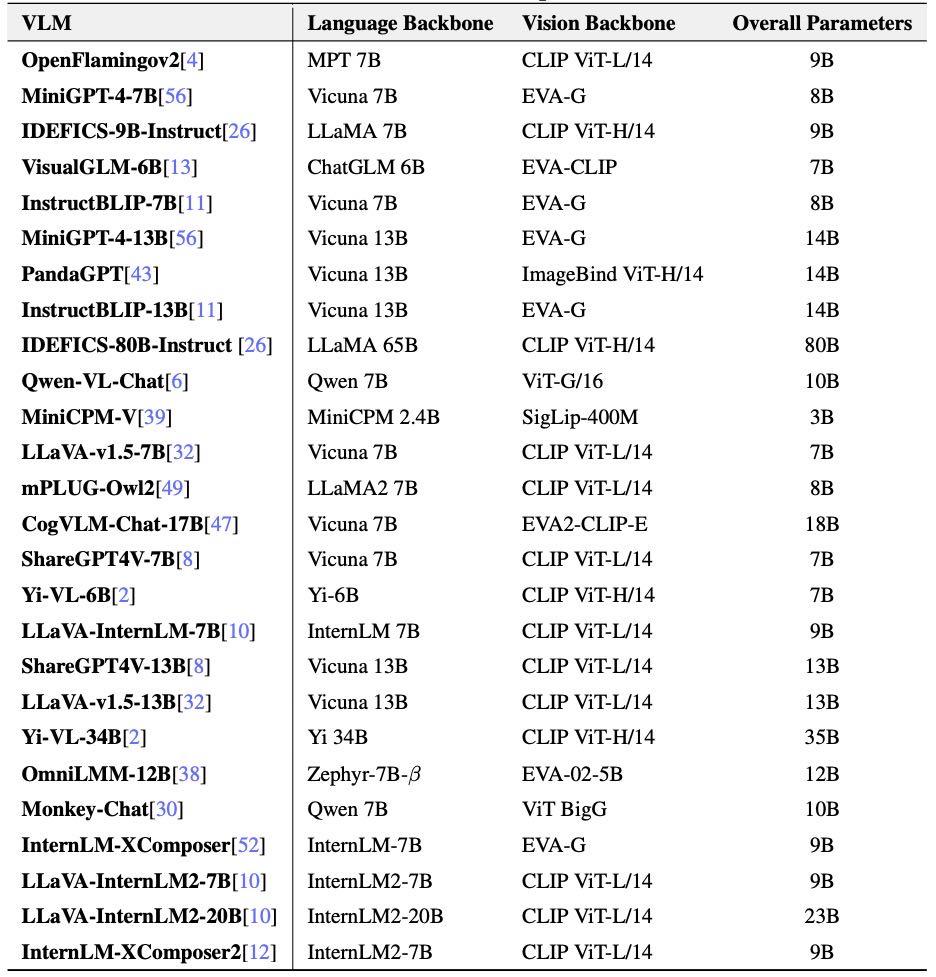 VLM Language Backbone Vision Backbone Overall Parameters
OpenFlamingov2[4] MPT 7B CLIP ViT-L/14 9B
MiniGPT-4-7B[56] Vicuna 7B EVA-G 8B
IDEFICS-9B-Instruct[26] LLaMA 7B CLIP ViT-H/14 9B
VisualGLM-6B[13] ChatGLM 6B EVA-CLIP 7B
InstructBLIP-7B[11] Vicuna 7B EVA-G 8B
MiniGPT-4-13B[56] Vicuna 13B EVA-G 14B
PandaGPT[43] Vicuna 13B ImageBind ViT-H/14 14B
InstructBLIP-13B[11] Vicuna 13B EVA-G 14B
IDEFICS-80B-Instruct [26] LLaMA 65B CLIP ViT-H/14 80B
Qwen-VL-Chat[6] Qwen 7B ViT-G/16 10B
MiniCPM-V[39] MiniCPM 2.4B SigLip-400M 3B
LLaVA-v1.5-7B[32] Vicuna 7B CLIP ViT-L/14 7B
mPLUG-Owl2[49] LLaMA2 7B CLIP ViT-L/14 8B
CogVLM-Chat-17B[47] Vicuna 7B EVA2-CLIP-E 18B
ShareGPT4V-7B[8] Vicuna 7B CLIP ViT-L/14 7B
Yi-VL-6B[2] Yi-6B CLIP ViT-H/14 7B
LLaVA-InternLM-7B[10] InternLM 7B CLIP ViT-L/14 9B
ShareGPT4V-13B[8] Vicuna 13B CLIP ViT-L/14 13B
LLaVA-v1.5-13B[32] Vicuna 13B CLIP ViT-L/14 13B
Yi-VL-34B[2] Yi 34B CLIP ViT-H/14 35B
OmniLMM-12B[38] Zephyr-7B-β EVA-02-5B 12B
Monkey-Chat[30] Qwen 7B ViT BigG 10B
InternLM-XComposer[52] InternLM-7B EVA-G 9B
LLaVA-InternLM2-7B[10] InternLM2-7B CLIP ViT-L/14 9B
LLaVA-InternLM2-20B[10] InternLM2-20B CLIP ViT-L/14 23B
InternLM-XComposer2[12] InternLM2-7B CLIP ViT-L/14 9B